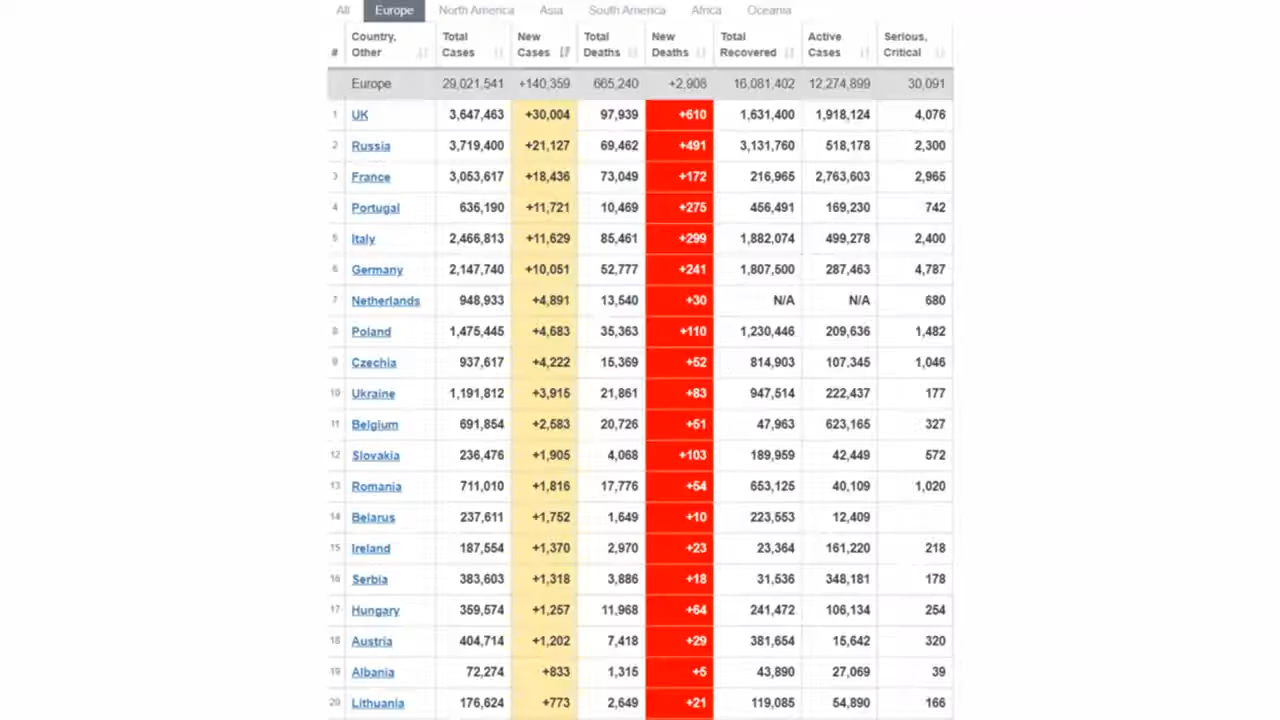 All Europe North America Asia South America Africa Oceania
# Country, Other Total Cases New Cases Total Deaths New Deaths Total Recovered Active Cases Serious, Critical
Europe 29,021,541 +140,359 665,240 +2,908 16,081,402 12,274,899 30,091
1 UK 3,647,463 +30,004 97,939 +610 1,631,400 1,918,124 4,076
2 Russia 3,719,400 +21,127 69,462 +491 3,131,760 518,178 2,300
3 France 3,053,617 +18,436 73,049 +172 216,965 2,763,603 2,965
4 Portugal 636,190 +11,721 10,469 +275 456,491 169,230 742
5 Italy 2,466,813 +11,629 85,461 +299 1,882,074 499,278 2,400
6 Germany 2,147,740 +10,051 52,777 +241 1,807,500 287,463 4,787
7 Netherlands 948,933 +4,891 13,540 +30 N/A N/A 680
8 Poland 1,475,445 +4,683 35,363 +110 1,230,446 209,636 1,482
9 Czechia 937,617 +4,222 15,369 +52 814,903 107,345 1,046
10 Ukraine 1,191,812 +3,915 21,861 +83 947,514 222,437 177
11 Belgium 691,854 +2,583 20,726 +51 47,963 623,165 327
12 Slovakia 236,476 +1,905 4,068 +103 189,959 42,449 572
13 Romania 711,010 +1,816 17,776 +54 653,125 40,109 1,020
14 Belarus 237,611 +1,752 1,649 +10 223,553 12,409
15 Ireland 187,554 +1,370 2,970 +23 23,364 161,220 218
16 Serbia 383,603 +1,318 3,886 +18 31,536 348,181 178
17 Hungary 359,574 +1,257 11,968 +64 241,472 106,134 254
18 Austria 404,714 +1,202 7,418 +29 381,654 15,642 320
19 Albania 72,274 +833 1,315 +5 43,890 27,069 39
20 Lithuania 176,624 +773 2,649 +21 119,085 54,890 166